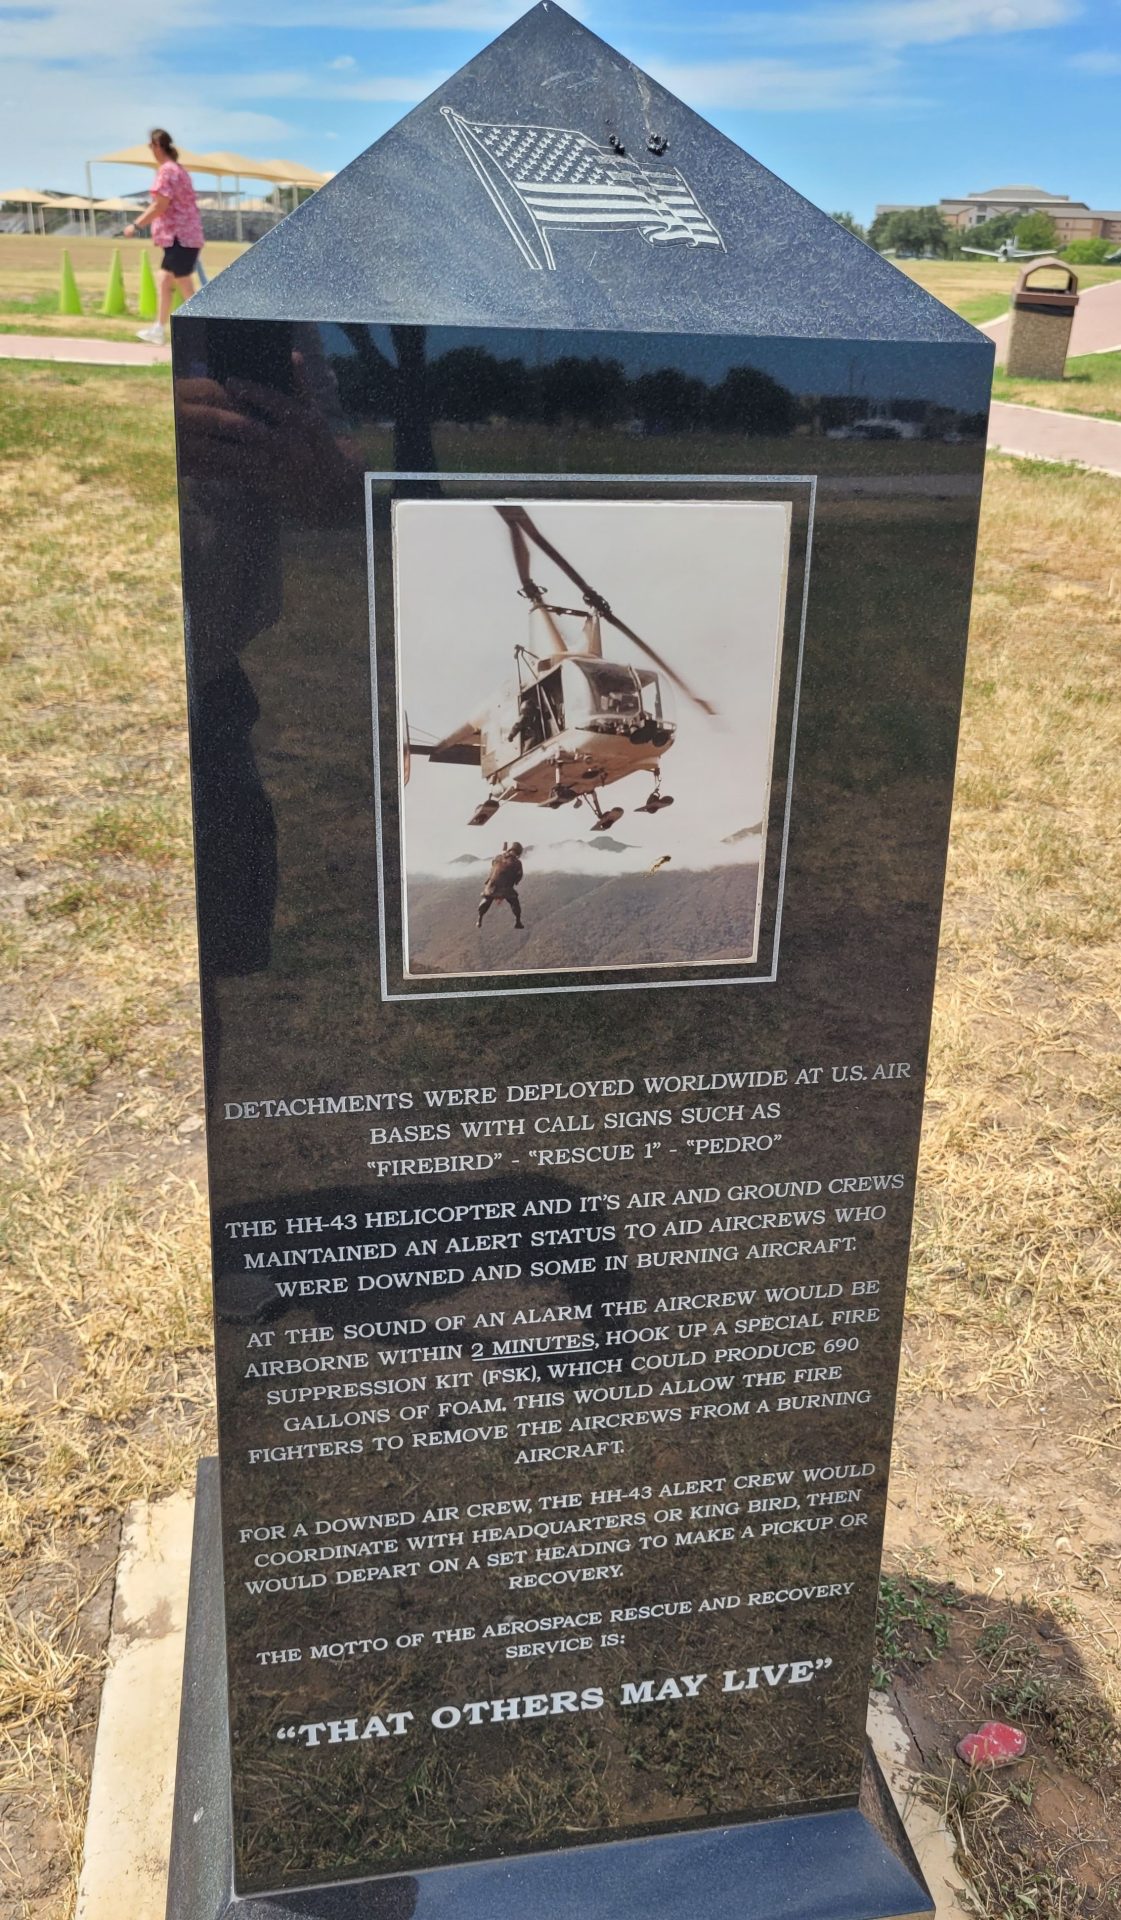 DETACHMENTS WERE DEPLOYED WORLDWIDE AT U.S. AIR
BASES WITH CALL SIGNS SUCH AS
"FIREBIRD" - "RESCUE 1" - "PEDRO"
THE HH-43 HELICOPTER AND IT'S AIR AND GROUND CREWS
MAINTAINED AN ALERT STATUS TO AID AIRCREWS WHO
WERE DOWNED AND SOME IN BURNING AIRCRAFT.
AT THE SOUND OF AN ALARM THE AIRCREW WOULD BE
AIRBORNE WITHIN 2 MINUTES, HOOK UP A SPECIAL FIRE
SUPPRESSION KIT (FSK), WHICH COULD PRODUCE 690
GALLONS OF FOAM. THIS WOULD ALLOW THE FIRE
FIGHTERS TO REMOVE THE AIRCREWS FROM A BURNING
AIRCRAFT.
FOR A DOWNED AIR CREW, THE HH-43 ALERT CREW WOULD
COORDINATE WITH HEADQUARTERS OR KING BIRD, THEN
WOULD DEPART ON A SET HEADING TO MAKE A PICKUP OR
RECOVERY.
THE MOTTO OF THE AEROSPACE RESCUE AND RECOVERY
SERVICE IS:
"THAT OTHERS MAY LIVE"